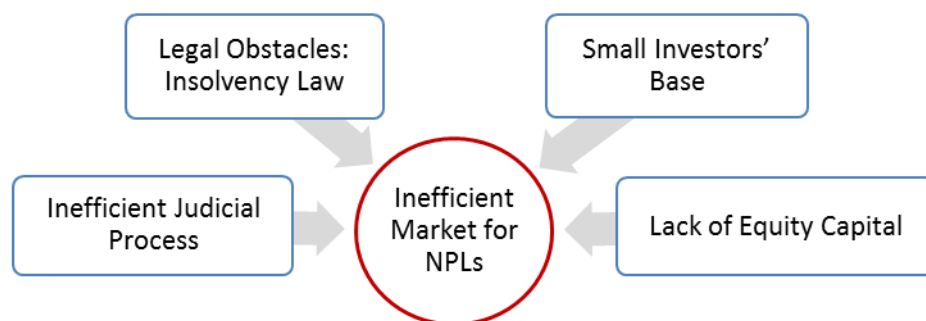 Legal Obstacles:
Insolvency Law
Small Investors’
Base
Inefficient Judicial
Process
Inefficient
Market for
NPLs
Lack of Equity Capital